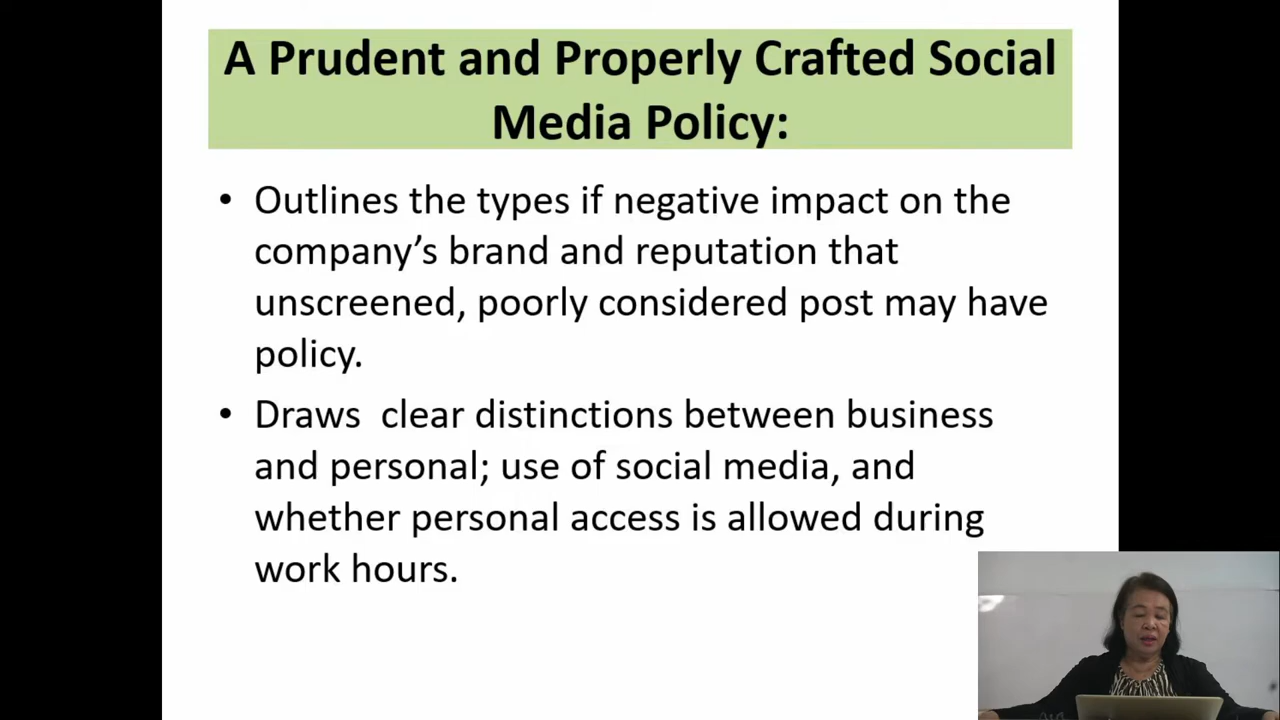 A Prudent and Properly Crafted Social
Media Policy:
• Outlines the types if negative impact on the
company’s brand and reputation that
unscreened, poorly considered post may have
policy.
• Draws  clear distinctions between business
and personal; use of social media, and
whether personal access is allowed during
work hours.